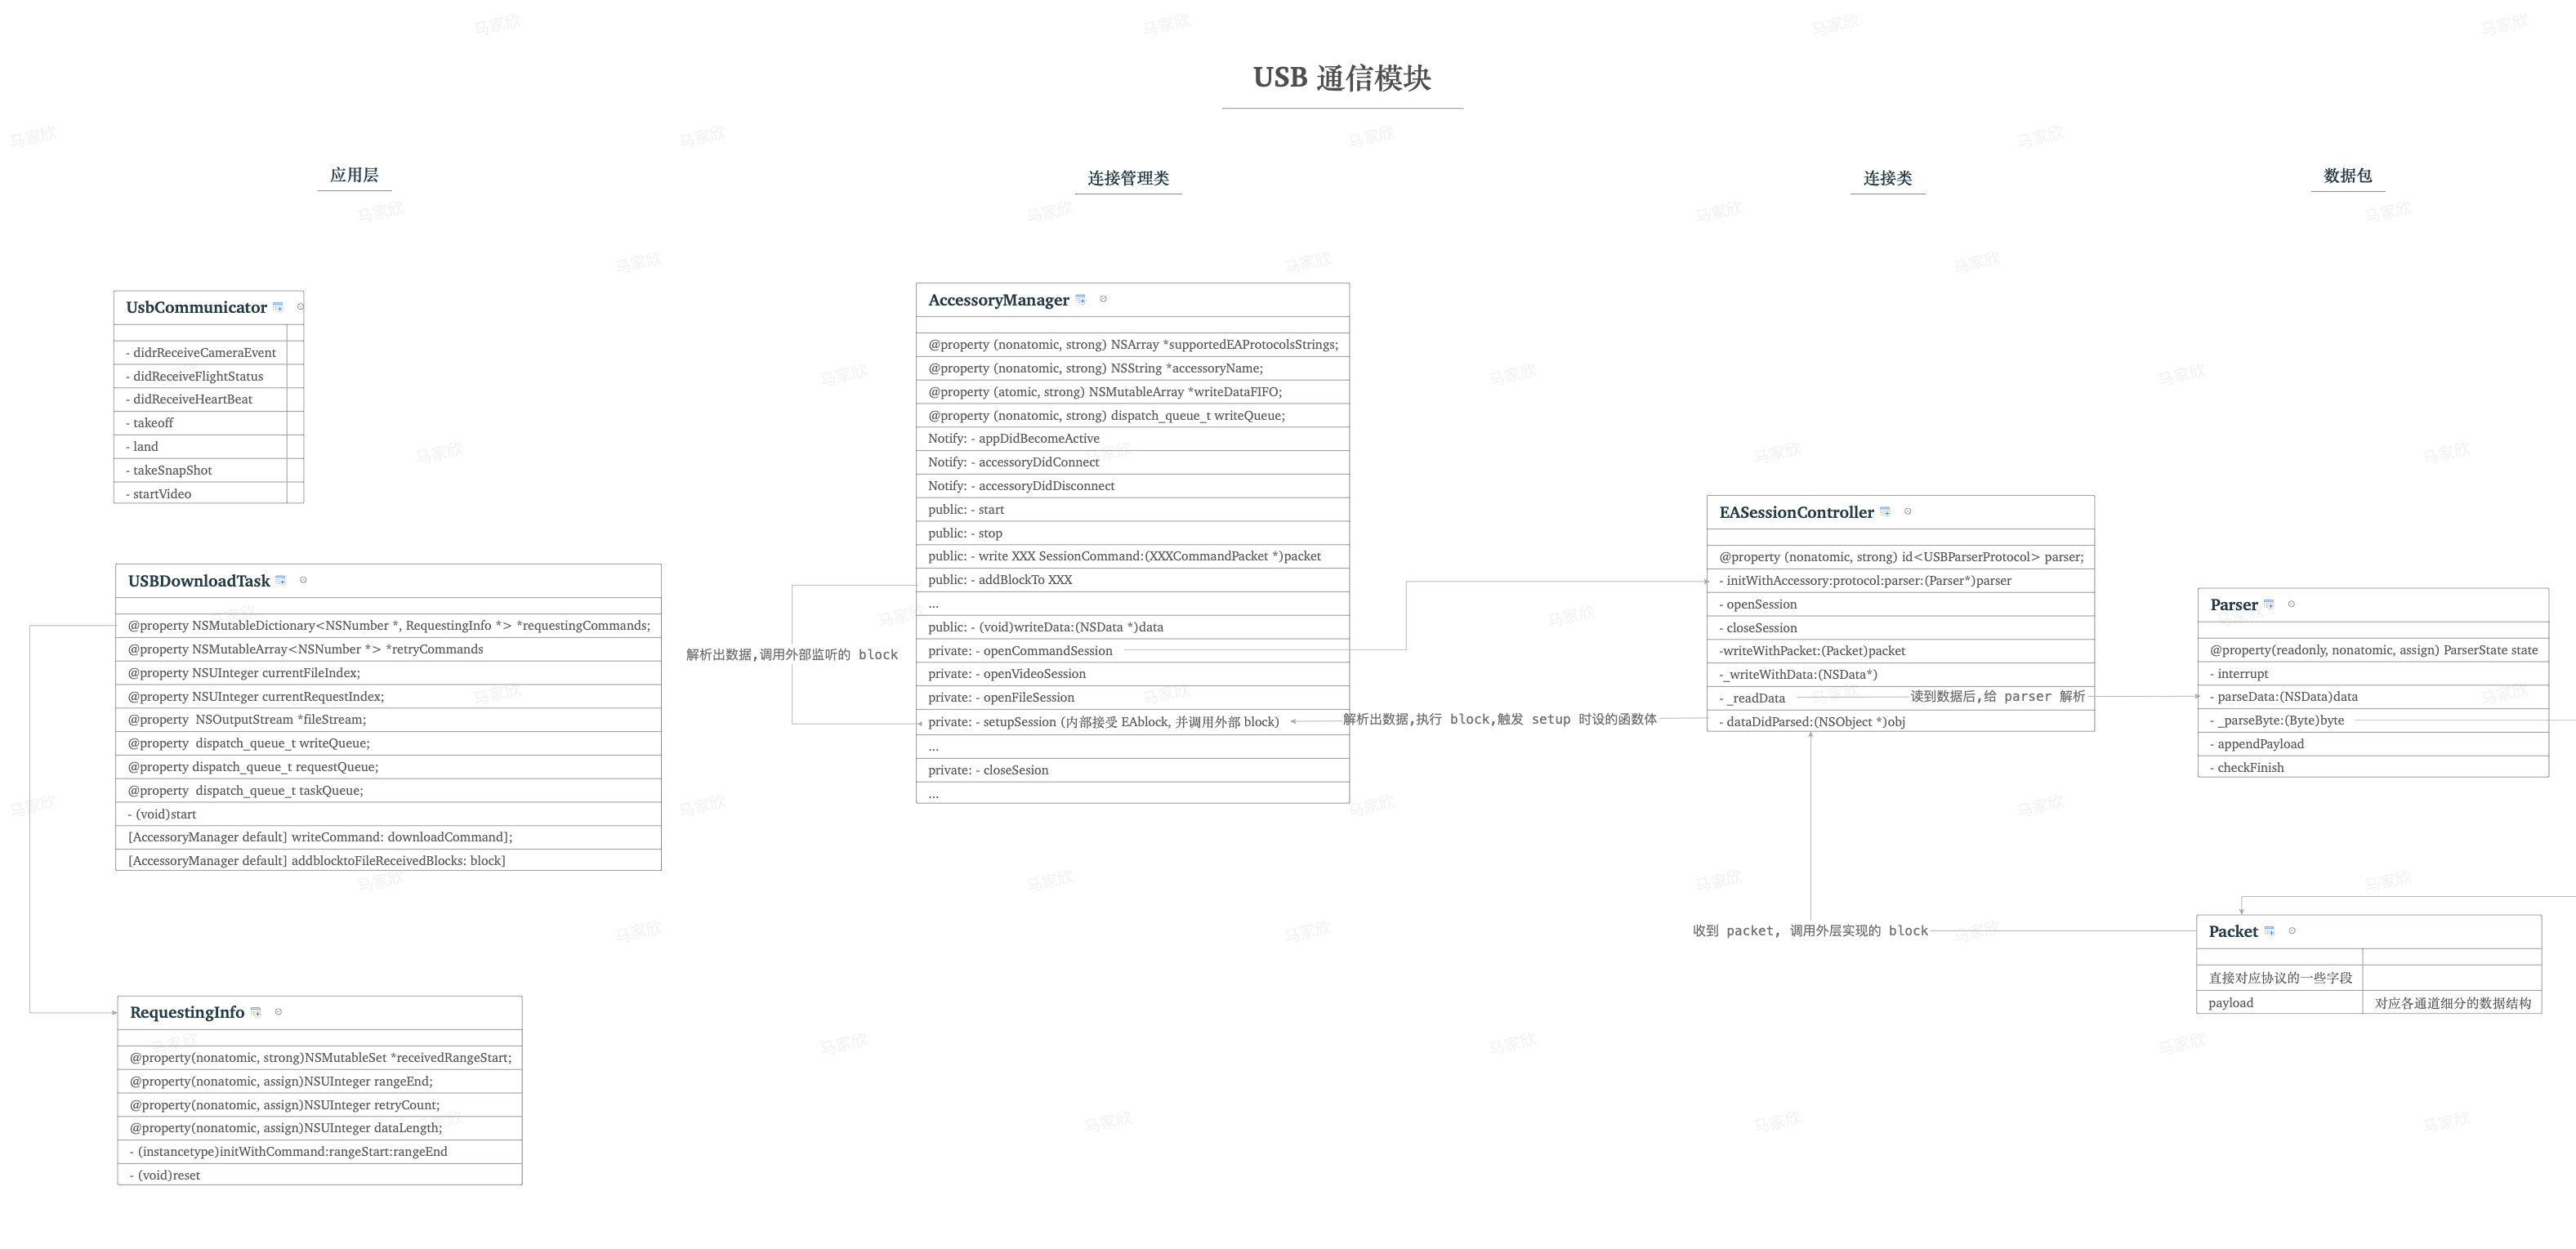 USB 通信模块
应用层
连接管理类
连接类
数据包
UsbCommunicator
- didrReceiveCameraEvent
- didReceiveFlightStatus
- didReceiveHeartBeat
- takeoff
- land
- takeSnapShot
- startVideo
USBDownloadTask
@property NSMutableDictionary<NSNumber *, RequestingInfo *> *requestingCommands;
@property NSMutableArray<NSNumber *> *retryCommands
@property NSUInteger currentFileIndex;
@property NSUInteger currentRequestIndex;
@property  NSOutputStream *fileStream;
@property  dispatch_queue_t writeQueue;
@property dispatch_queue_t requestQueue;
@property  dispatch_queue_t taskQueue;
- (void)start
[AccessoryManager default] writeCommand: downloadCommand];
[AccessoryManager default] addblocktoFileReceivedBlocks: block]
RequestingInfo
@property(nonatomic, strong)NSMutableSet *receivedRangeStart;
@property(nonatomic, assign)NSUInteger rangeEnd;
@property(nonatomic, assign)NSUInteger retryCount;
@property(nonatomic, assign)NSUInteger dataLength;
- (instancetype)initWithCommand:rangeStart:rangeEnd
- (void)reset
解析出数据,调用外部监听的 block
AccessoryManager
@property (nonatomic, strong) NSArray *supportedEAProtocolsStrings;
@property (nonatomic, strong) NSString *accessoryName;
@property (atomic, strong) NSMutableArray *writeDataFIFO;
@property (nonatomic, strong) dispatch_queue_t writeQueue;
Notify: - appDidBecomeActive
Notify: - accessoryDidConnect
Notify: - accessoryDidDisconnect
public: - start
public: - stop
public: - write XXX SessionCommand:(XXXCommandPacket *)packet
public: - addBlockTo XXX
...
public: - (void)writeData:(NSData *)data
private: - openCommandSession
private: - openVideoSession
private: - openFileSession
private: - setupSession (内部接受 EAblock, 并调用外部 block)
...
private: - closeSesion
...
解析出数据,执行 block,触发 setup 时设的函数体
EASessionController
@property (nonatomic, strong) id<USBParserProtocol> parser;
- initWithAccessory:protocol:parser:(Parser*)parser
- openSession
- closeSession
-writeWithPacket:(Packet)packet
-_writeWithData:(NSData*)
- _readData
读到数据后,给 parser 解析
- dataDidParsed:(NSObject *)obj
收到 packet, 调用外层实现的 block
Parser
@property(readonly, nonatomic, assign) ParserState state
- interrupt
- parseData:(NSData)data
- _parseByte:(Byte)byte
- appendPayload
- checkFinish
Packet
直接对应协议的一些字段
payload
对应各通道细分的数据结构
马家欣